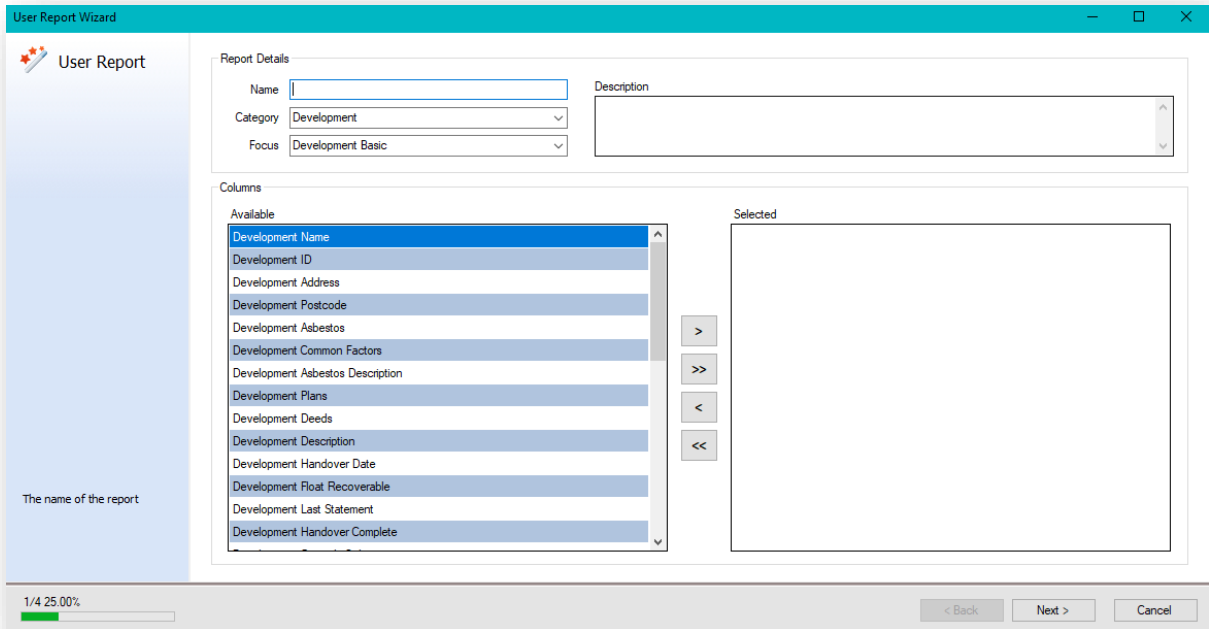 User Report Wizard
User Report
Report Details
Name
Description
Category Development
Focus Development Basic
Columns
Available
Selected
Development Name
Development ID
Development Address
Development Postcode
Development Asbestos
Development Common Factors
Development Asbestos Description
Development Plans
Development Deeds
Development Description
Development Handover Date
Development Float Recoverable
Development Last Statement
Development Handover Complete
>
>>
<
<<
The name of the report
1/4 25.00%
< Back
Next >
Cancel